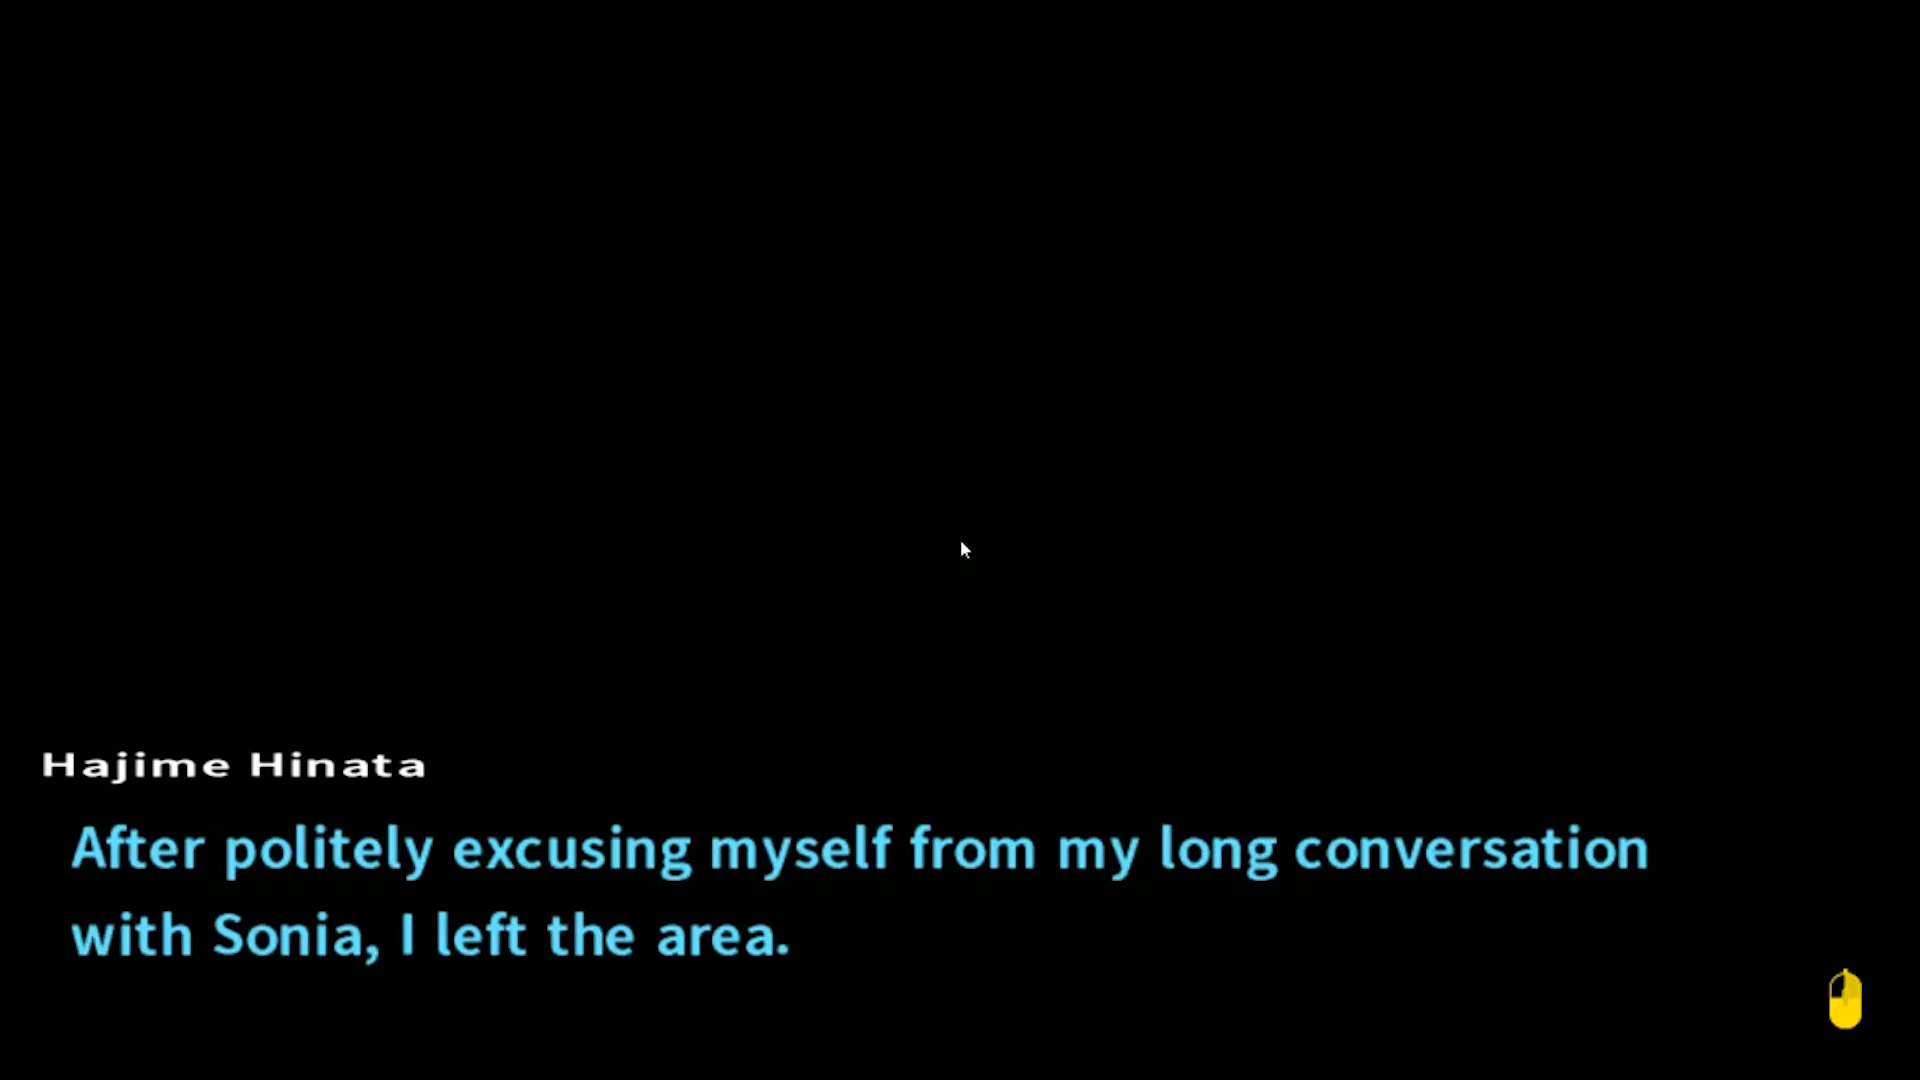 Hajime Hinata
After politely excusing myself from my long conversation
with Sonia, I left the area.